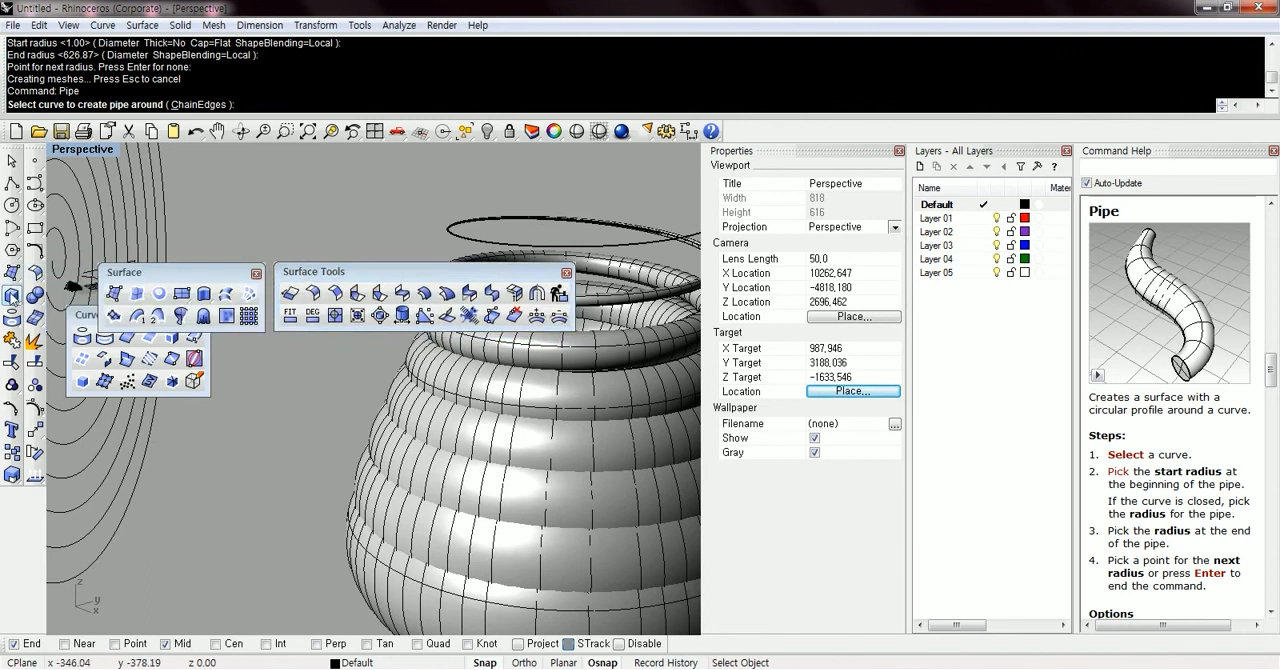 Untitled - Rhinoceros (Corporate) - [Perspective]
File Edit View Curve Surface Solid Mesh Dimension Transform Tools Analyze Render Help
Start radius <1.00> ( Diameter Thick=No Cap=Flat ShapeBlending=Local ):
End radius <626.87> ( Diameter ShapeBlending=Local ):
Point for next radius. Press Enter for none:
Creating meshes... Press Esc to cancel
Command: Pipe
Select curve to create pipe around ( ChainEdges ):
Perspective
Surface
Surface Tools
FIT DEG
Properties
Viewport
Title Perspective
Width 818
Height 616
Projection Perspective
Camera
Lens Length 50,0
X Location 10262,647
Y Location -4818,180
Z Location 2696,462
Location Place...
Target
X Target 987,946
Y Target 3188,036
Z Target -1633,546
Location Place...
Wallpaper
Filename (none)
Show
Gray
Layers - All Layers
Name Mater
Default
Layer 01
Layer 02
Layer 03
Layer 04
Layer 05
Command Help
Auto-Update
Pipe
Creates a surface with a
circular profile around a curve.
Steps:
1. Select a curve.
2. Pick the start radius at
the beginning of the pipe.
If the curve is closed, pick
the radius for the pipe.
3. Pick the radius at the end
of the pipe.
4. Pick a point for the next
radius or press Enter to
end the command.
Options
z
y
x
End Near Point Mid Cen Int Perp Tan Quad Knot Project STrack Disable
CPlane x -346.04 y -378.19 z 0.00 Default Snap Ortho Planar Osnap Record History Select Object